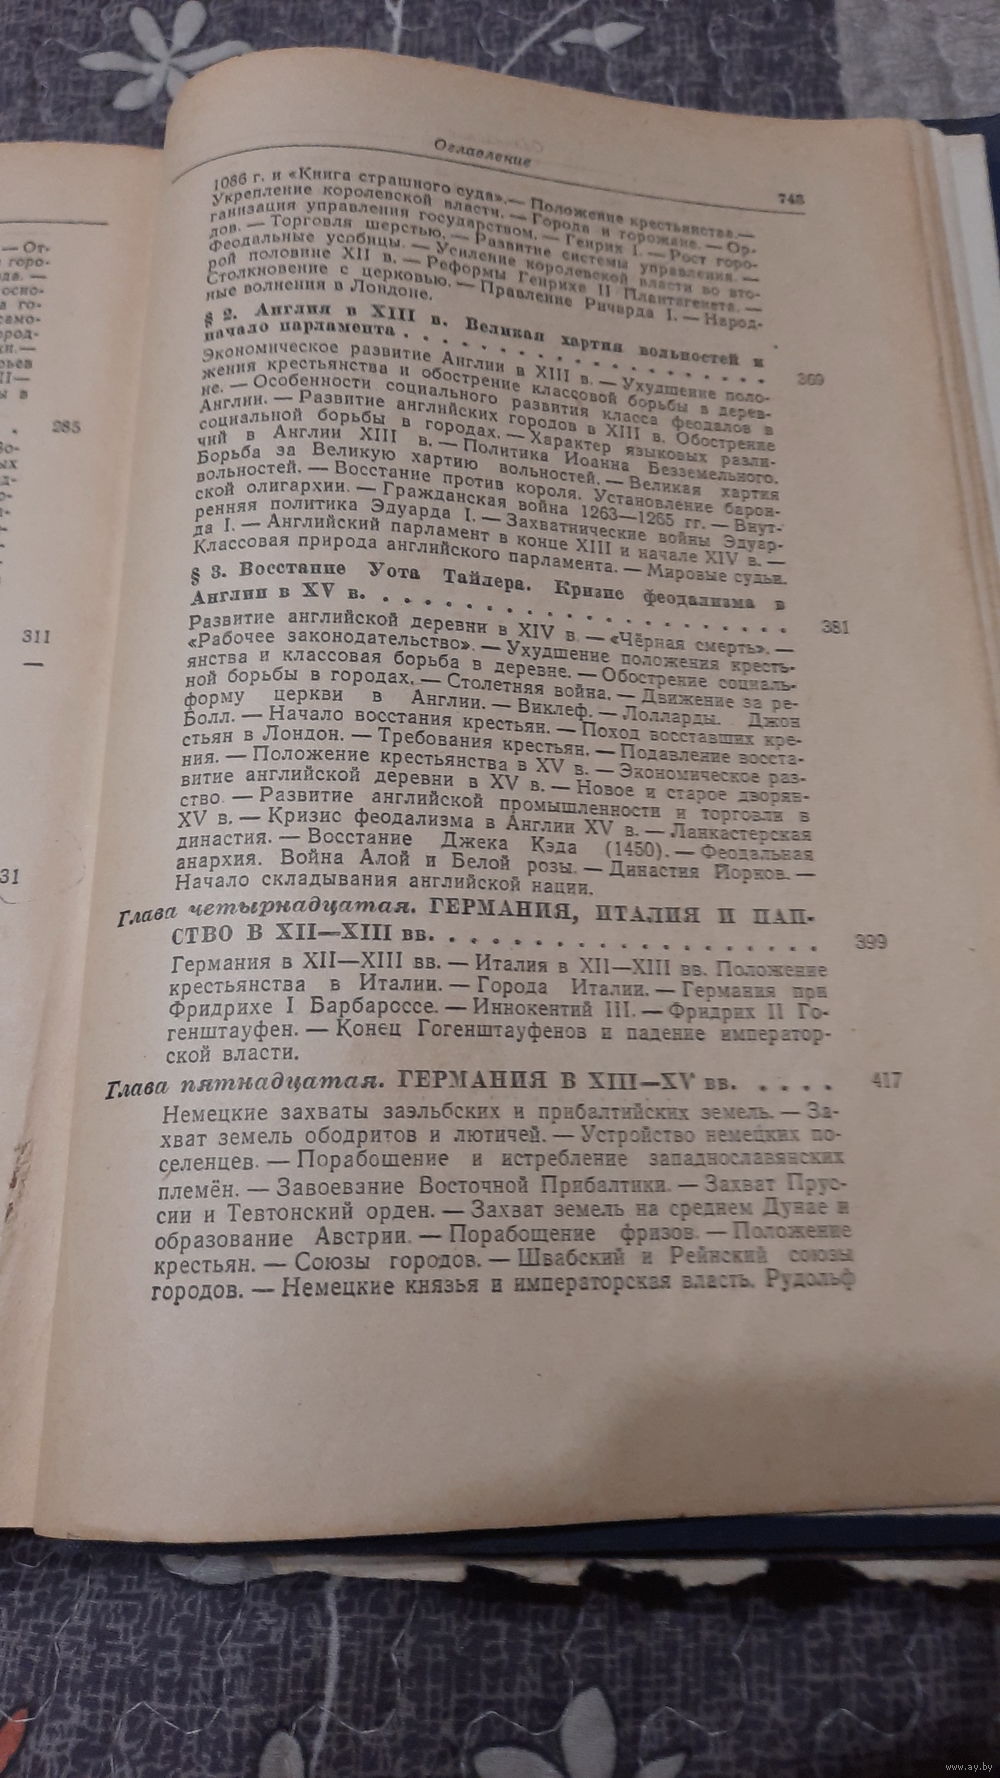 Оглавление
743
1086 г. и «Книга страшного суда».— Положение крестьянства.—
Укрепление королевской власти. — Города и горожане. — Ор-
ганизация управления государством. — Генрих I. — Рост горо-
дов. — Торговля шерстью. — Развитие системы управления. —
Феодальные усобицы. — Усиление королевской власти во вто-
рой половине XII в. — Реформы Генриха II Плантагенета. —
Столкновение с церковью. — Правление Ричарда I. — Народ-
ные волнения в Лондоне.
§ 2. Англия в XIII в. Великая хартия вольностей и
начало парламента . . . . . . . . . . . . . . . . 369
Экономическое развитие Англии в XIII в. — Ухудшение поло-
жения крестьянства и обострение классовой борьбы в дерев-
не. — Особенности социального развития класса феодалов в
Англии. — Развитие английских городов в XIII в. Обострение
социальной борьбы в городах. — Характер языковых разли-
чий в Англии XIII в. — Политика Иоанна Безземельного.
Борьба за Великую хартию вольностей. — Великая хартия
вольностей. — Восстание против короля. Установление барон-
ской олигархии. — Гражданская война 1263—1265 гг. — Внут-
ренняя политика Эдуарда I. — Захватнические войны Эдуар-
да I. — Английский парламент в конце XIII и начале XIV в. —
Классовая природа английского парламента. — Мировые судьи.
§ 3. Восстание Уота Тайлера. Кризис феодализма в
Англии в XV в. . . . . . . . . . . . . . . . . . 381
Развитие английской деревни в XIV в. — «Чёрная смерть». —
«Рабочее законодательство». — Ухудшение положения кресть-
янства и классовая борьба в деревне. — Обострение социаль-
ной борьбы в городах. — Столетняя война. — Движение за ре-
форму церкви в Англии. — Виклеф. — Лолларды. Джон
Болл. — Начало восстания крестьян. — Поход восставших кре-
стьян в Лондон. — Требования крестьян. — Подавление восста-
ния. — Положение крестьянства в XV в. — Экономическое раз-
витие английской деревни в XV в. — Новое и старое дворян-
ство. — Развитие английской промышленности и торговли в
XV в. — Кризис феодализма в Англии XV в. — Ланкастерская
династия. — Восстание Джека Кэда (1450). — Феодальная
анархия. Война Алой и Белой розы. — Династия Йорков. —
Начало складывания английской нации.
Глава четырнадцатая. ГЕРМАНИЯ, ИТАЛИЯ И ПАП-
СТВО В XII—XIII вв. . . . . . . . . . . . . . . . . 399
Германия в XII—XIII вв. — Италия в XII—XIII вв. Положение
крестьянства в Италии. — Города Италии. — Германия при
Фридрихе I Барбароссе. — Иннокентий III. — Фридрих II Го-
генштауфен. — Конец Гогенштауфенов и падение император-
ской власти.
Глава пятнадцатая. ГЕРМАНИЯ В XIII—XV вв. . . . . 417
Немецкие захваты заэльбских и прибалтийских земель. — За-
хват земель ободритов и лютичей. — Устройство немецких по-
селенцев. — Порабощение и истребление западнославянских
племён. — Завоевание Восточной Прибалтики. — Захват Прус-
сии и Тевтонский орден. — Захват земель на среднем Дунае и
образование Австрии. — Порабощение фризов. — Положение
крестьян. — Союзы городов. — Швабский и Рейнский союзы
городов. — Немецкие князья и императорская власть. Рудольф
285
311
—
31
www.ay.by